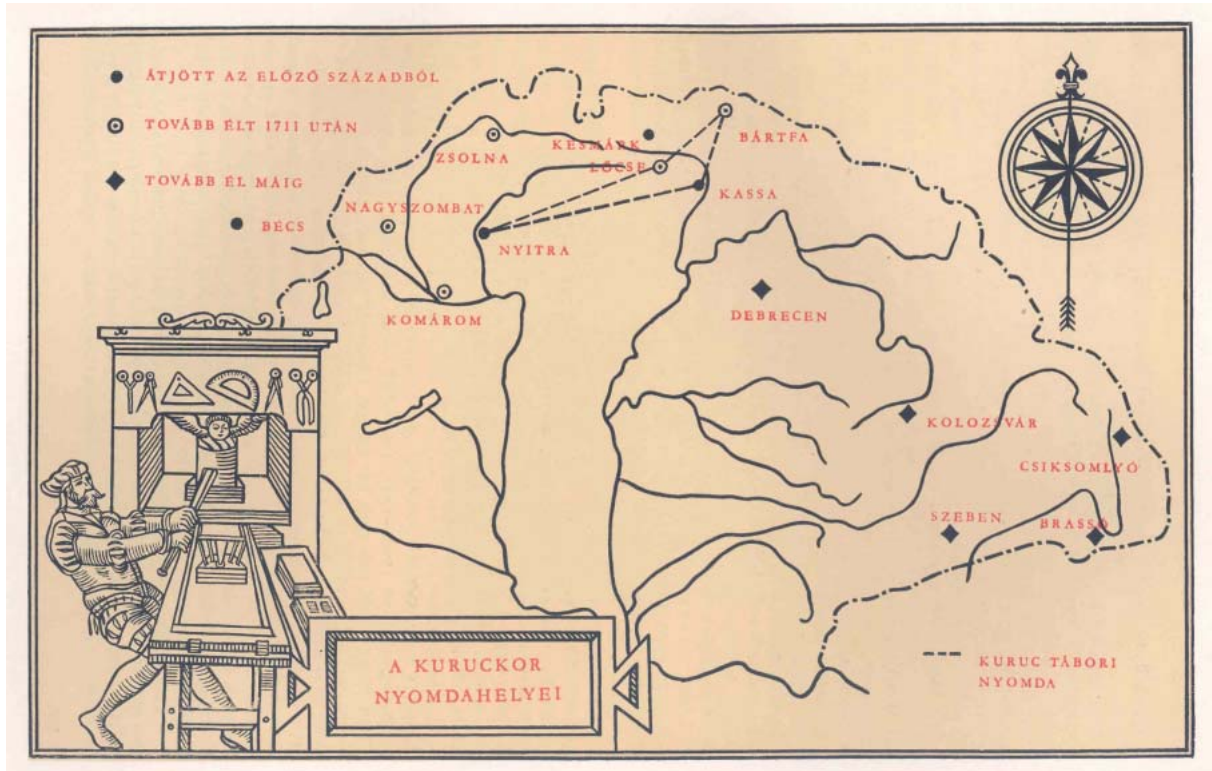 ÁTJÖTT AZ ELŐZŐ SZÁZADBÓL
TOVÁBB ÉLT 1711 UTÁN
TOVÁBB ÉL MÁIG
BÉCS
ZSOLNA
KÉSMÁRK
LŐCSE
BÁRTFA
KASSA
NAGYSZOMBAT
NYITRA
KOMÁROM
DEBRECEN
KOLOZSVÁR
CSIKSOMLYÓ
SZEBEN
BRASSÓ
A KURUCKOR
NYOMDAHELYEI
KURUC TÁBORI
NYOMDA